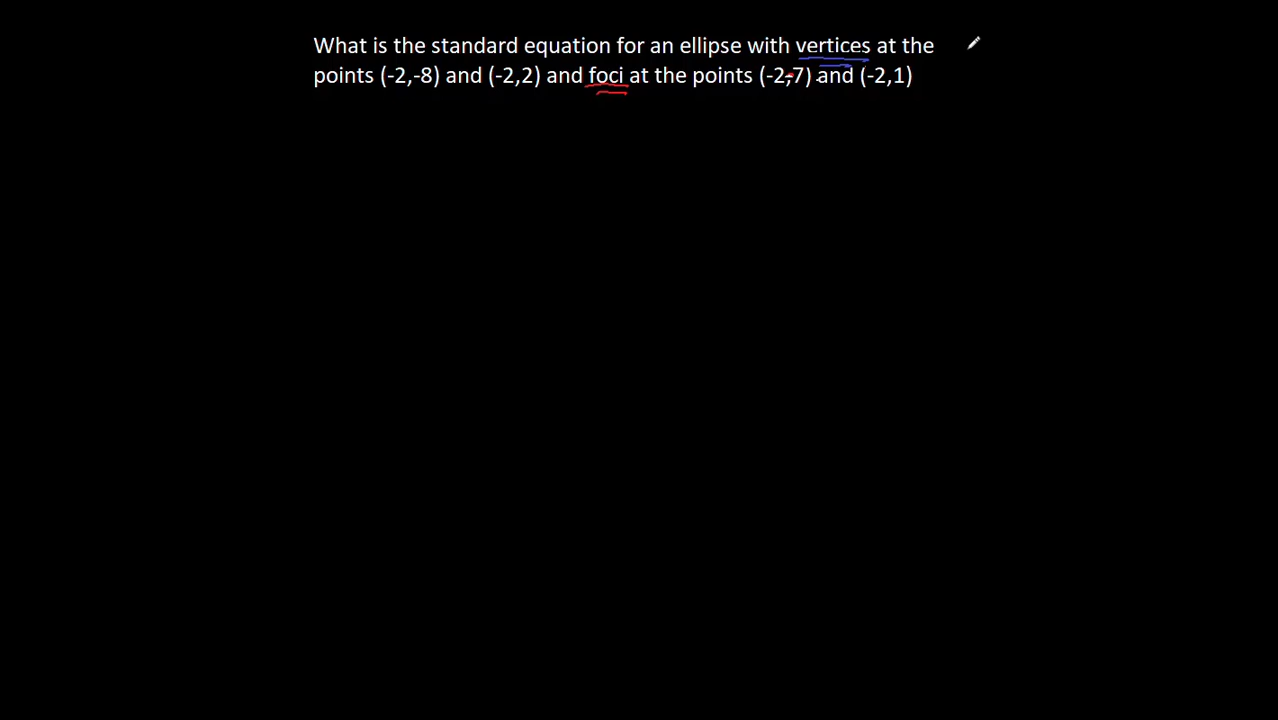 What is the standard equation for an ellipse with vertices at the
points (-2,-8) and (-2,2) and foci at the points (-2,-7) and (-2,1)